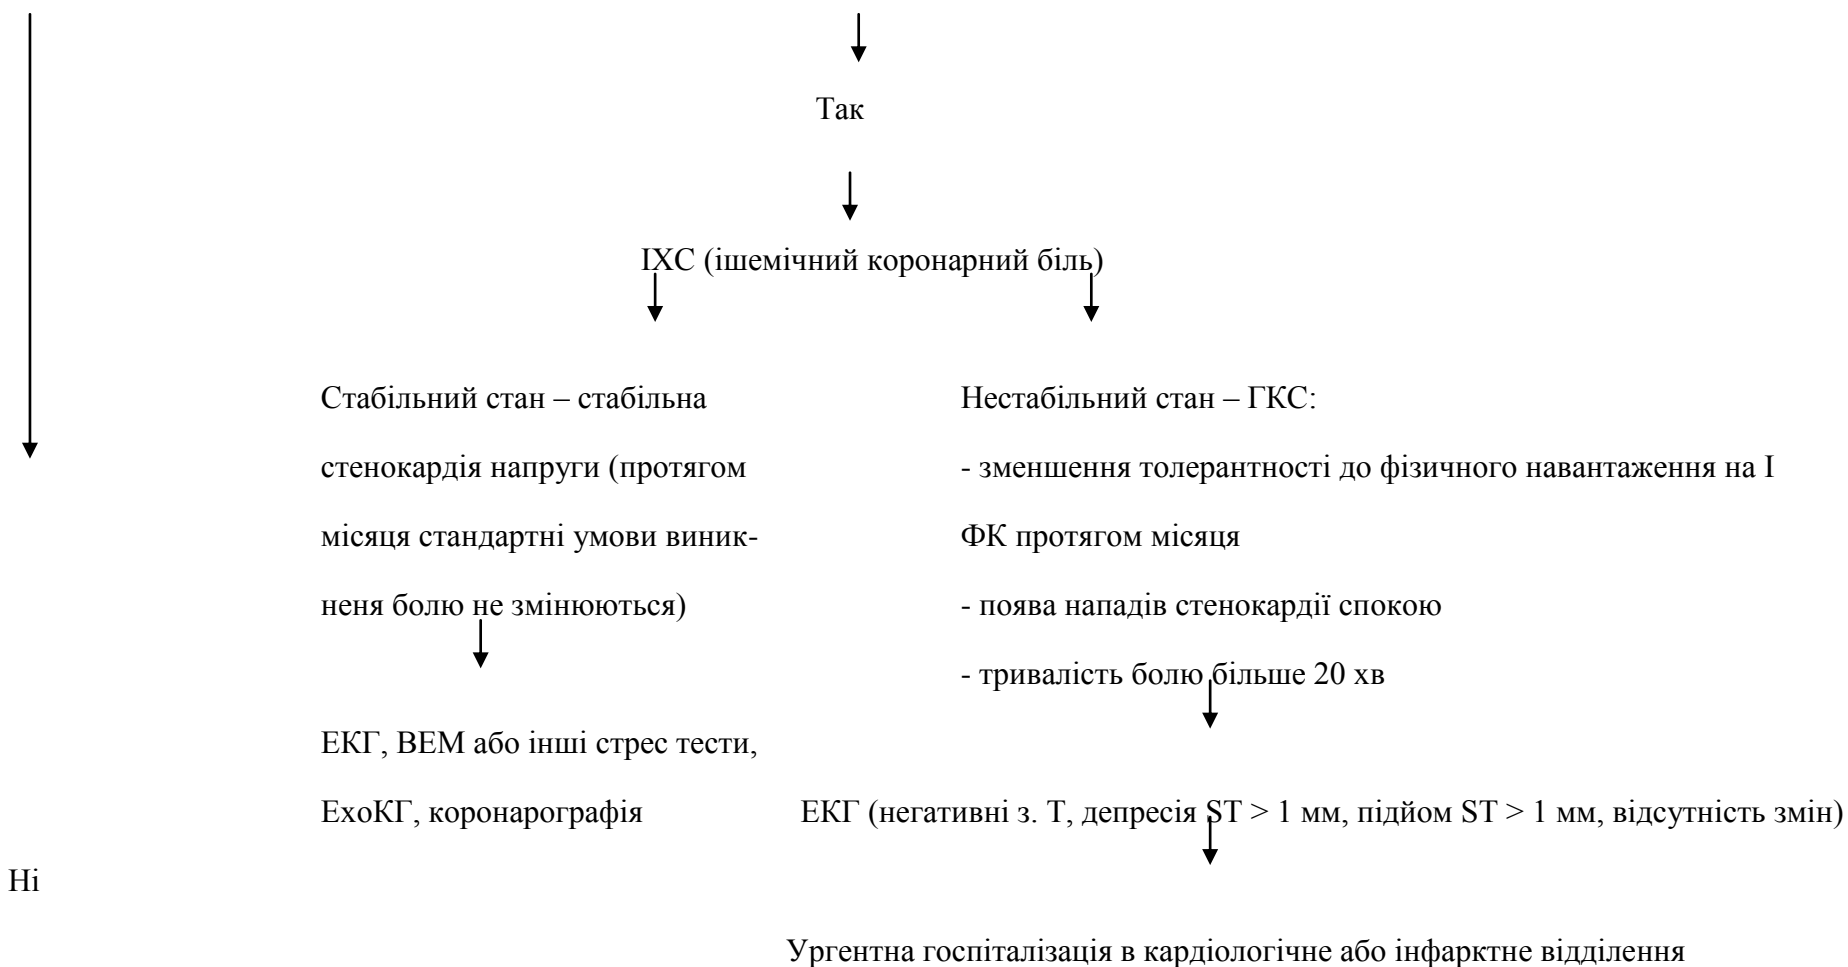 Так
ІХС (ішемічний коронарний біль)
Стабільний стан – стабільна
стенокардія напруги (протягом
місяця стандартні умови виник-
неня болю не змінюються)
Нестабільний стан – ГКС:
- зменшення толерантності до фізичного навантаження на І
ФК протягом місяця
- поява нападів стенокардії спокою
- тривалість болю більше 20 хв
ЕКГ, ВЕМ або інші стрес тести,
ЕхоКГ, коронарографія
ЕКГ (негативні з. Т, депресія ST > 1 мм, підйом ST > 1 мм, відсутність змін)
Ні
Ургентна госпіталізація в кардіологічне або інфарктне відділення